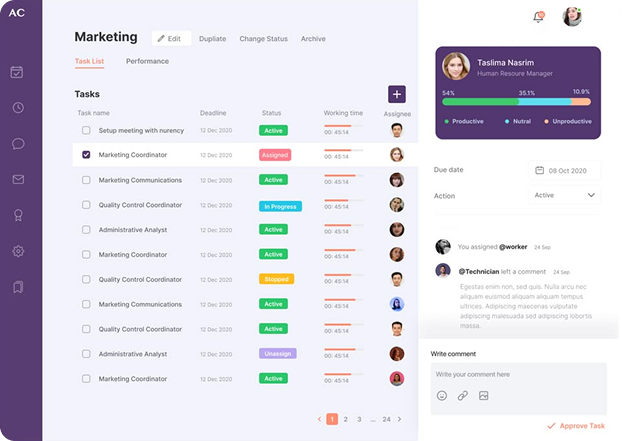 AC
Marketing
Edit
Dupliate
Change Status
Archive
Task List
Performance
Tasks
Task name Deadline Status Working time Assignee
Setup meeting with nurency 12 Dec 2020 Active 00: 45:14
Marketing Coordinator 12 Dec 2020 Assigned 00: 45:14
Marketing Communications 12 Dec 2020 Active 00: 45:14
Quality Control Coordinator 12 Dec 2020 In Progress 00: 45:14
Administrative Analyst 12 Dec 2020 Active 00: 45:14
Marketing Coordinator 12 Dec 2020 Active 00: 45:14
Quality Control Coordinator 12 Dec 2020 Stopped 00: 45:14
Marketing Communications 12 Dec 2020 Active 00: 45:14
Quality Control Coordinator 12 Dec 2020 Active 00: 45:14
Administrative Analyst 12 Dec 2020 Unassign 00: 45:14
Marketing Coordinator 12 Dec 2020 Active 00: 45:14
1 2 3 ... 24
Taslima Nasrim
Human Resoure Manager
54% 35.1% 10.9%
Productive Nutral Unproductive
Due date 08 Oct 2020
Action Active
You assigned @worker 24 Sep
@Technician left a comment 24 Sep
Egestas enim non, sed quis. Nulla arcu nec
aliquam euismod aliquam aliquam tempus
ultrices. Adipiscing maecenas vulputate
adipiscing malesuada sed adipiscing lobortis
massa.
Write comment
Write your comment here
Approve Task